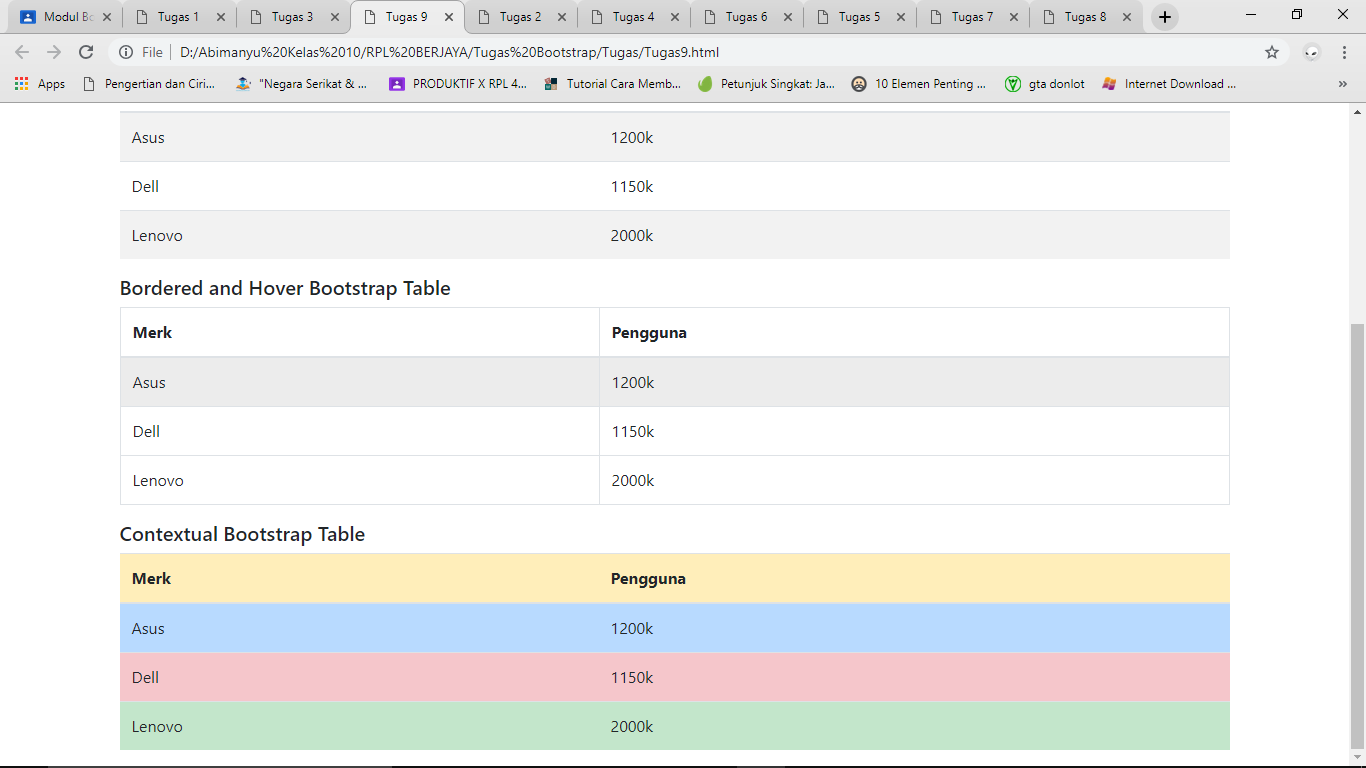 Modul Bo Tugas 1 Tugas 3 Tugas 9 Tugas 2 Tugas 4 Tugas 6 Tugas 5 Tugas 7 Tugas 8
File D:/Abimanyu%20Kelas%2010/RPL%20BERJAYA/Tugas%20Bootstrap/Tugas/Tugas9.html
Apps Pengertian dan Ciri... "Negara Serikat & ... PRODUKTIF X RPL 4... Tutorial Cara Memb... Petunjuk Singkat: Ja... 10 Elemen Penting ... gta donlot Internet Download ... »
Asus 1200k
Dell 1150k
Lenovo 2000k
Bordered and Hover Bootstrap Table
Merk Pengguna
Asus 1200k
Dell 1150k
Lenovo 2000k
Contextual Bootstrap Table
Merk Pengguna
Asus 1200k
Dell 1150k
Lenovo 2000k